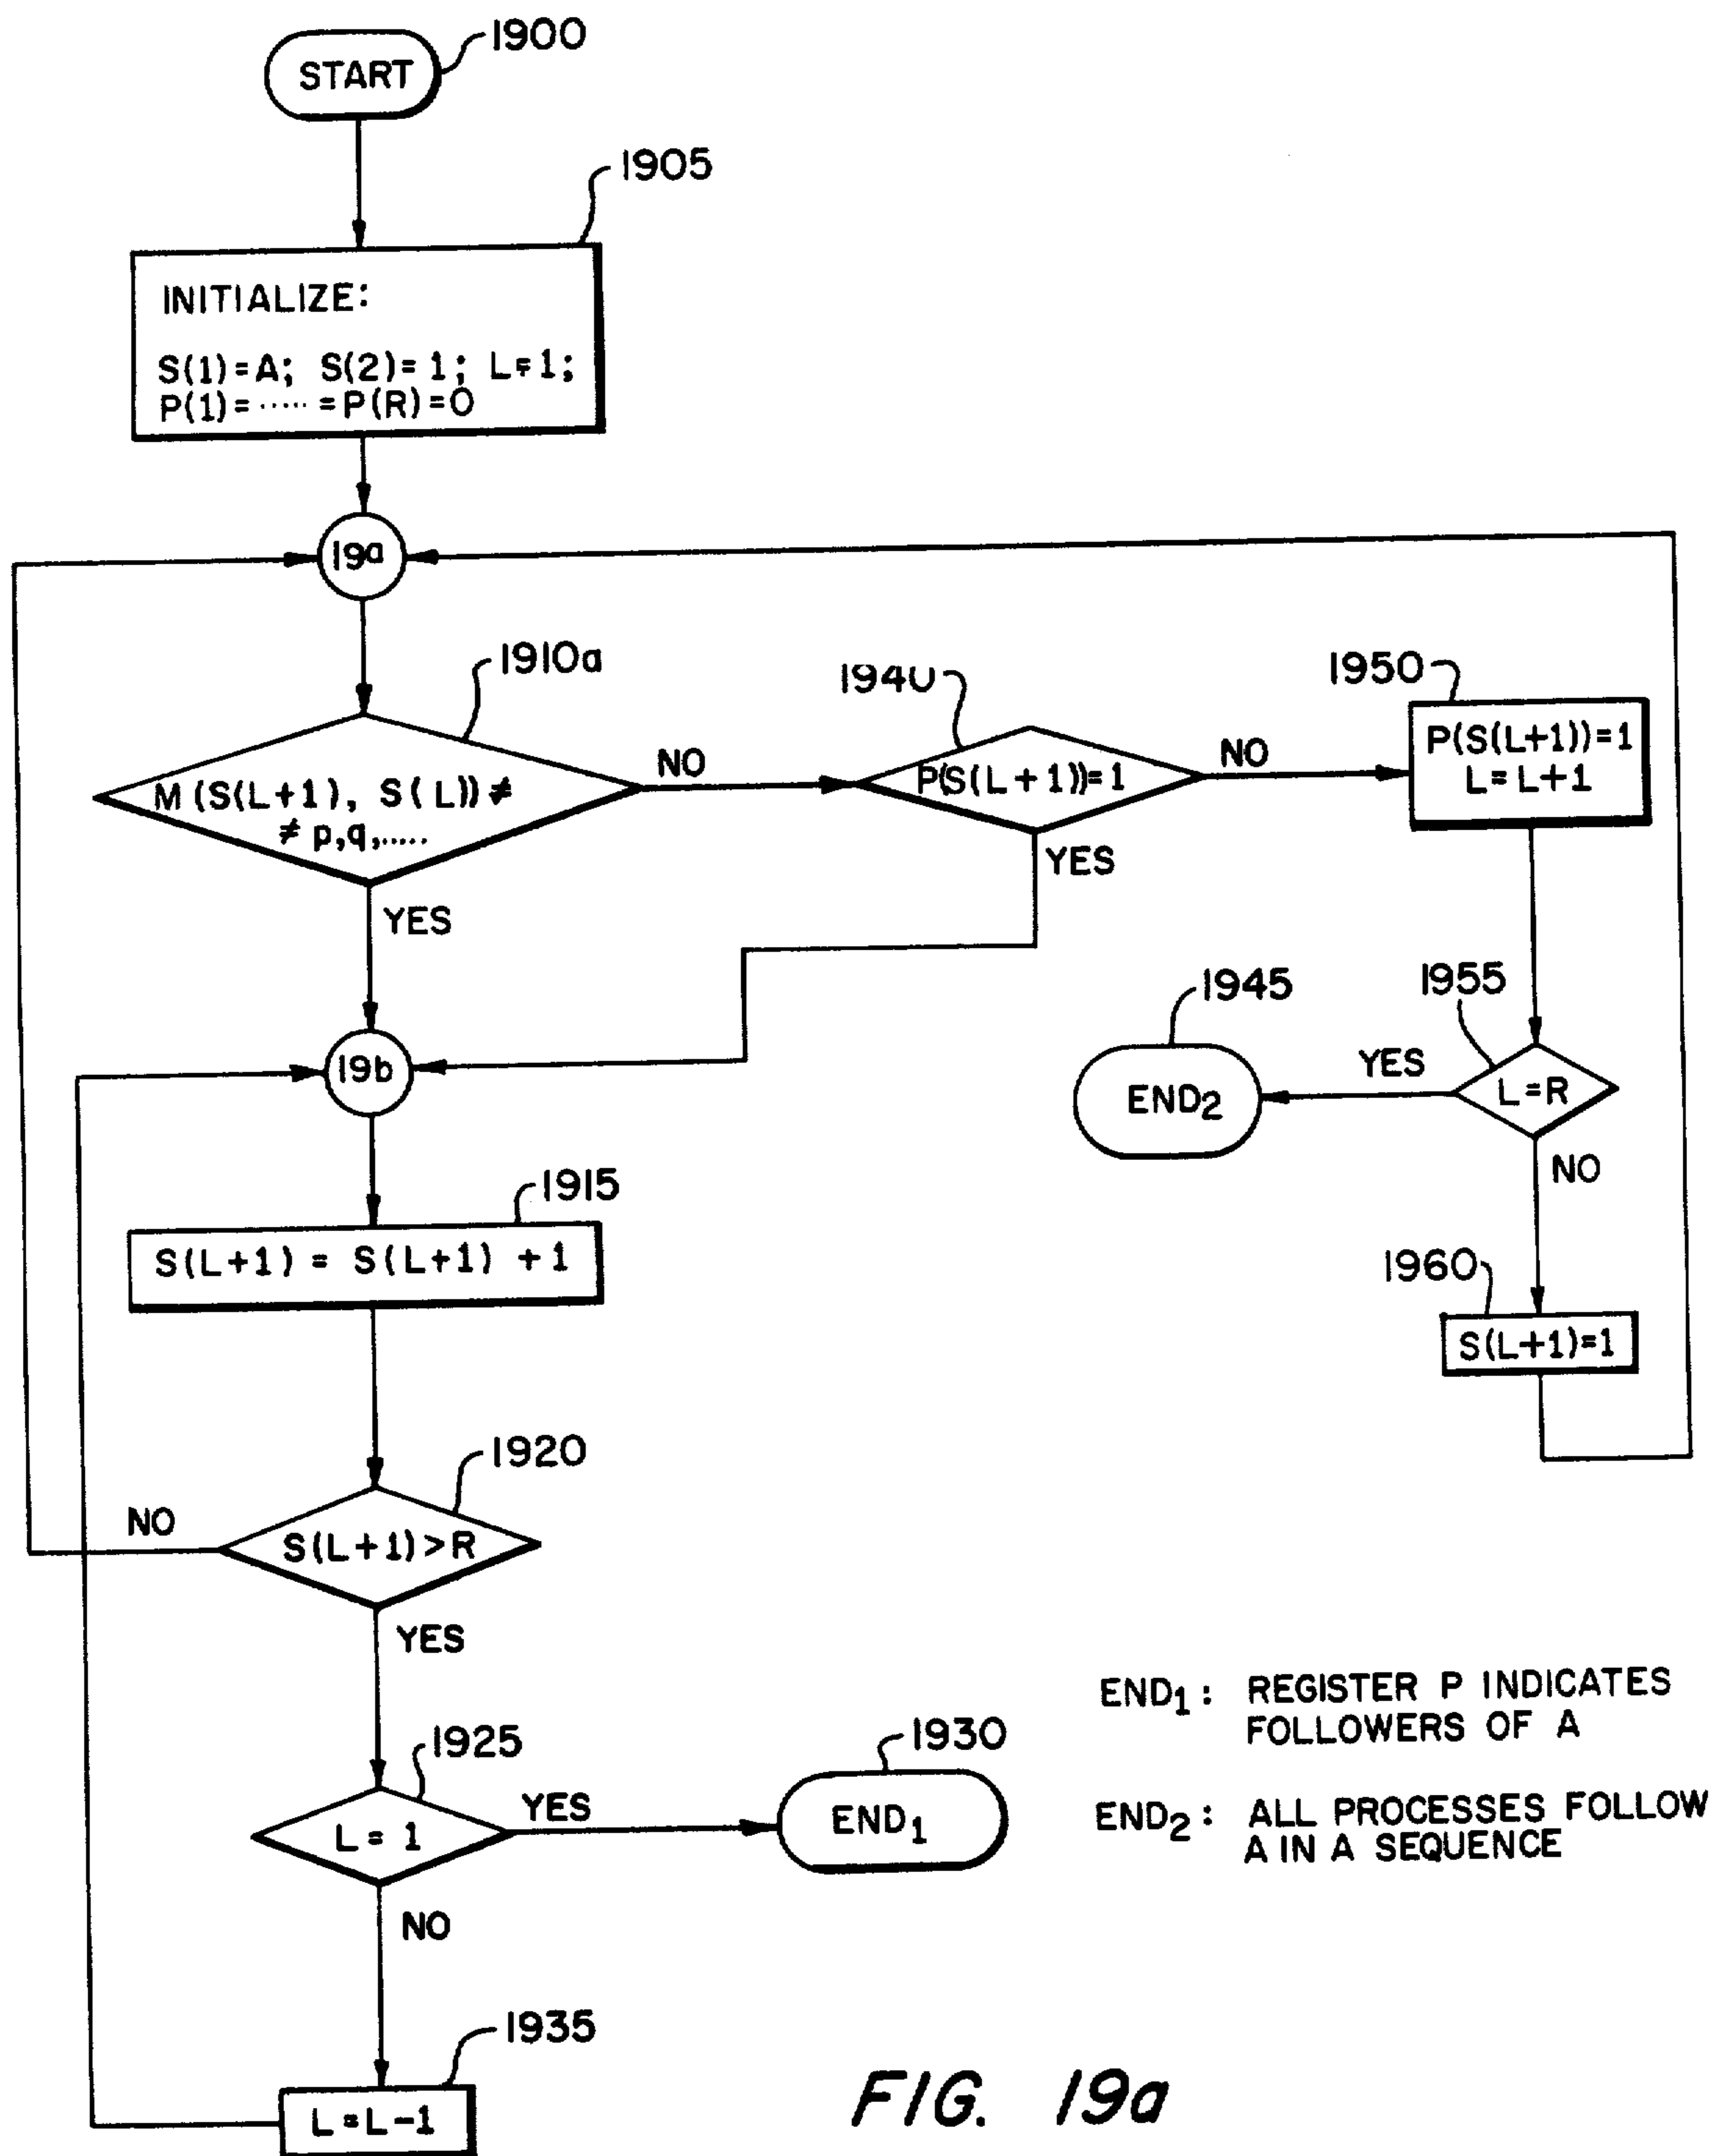 1900
START
1905
INITIALIZE:
S(1)=A; S(2)=1; L=1;
P(1)=.....=P(R)=0
19a
1910a
M(S(L+1), S(L)) ≠
≠ p,q,.....
NO
YES
1940
P(S(L+1))=1
NO
YES
1950
P(S(L+1))=1
L=L+1
1955
L=R
YES
NO
1945
END2
1960
S(L+1)=1
19b
1915
S(L+1) = S(L+1) +1
1920
S(L+1)>R
NO
YES
1925
L = 1
YES
NO
1930
END1
1935
L=L-1
END1: REGISTER P INDICATES
FOLLOWERS OF A
END2: ALL PROCESSES FOLLOW
A IN A SEQUENCE
FIG. 19a